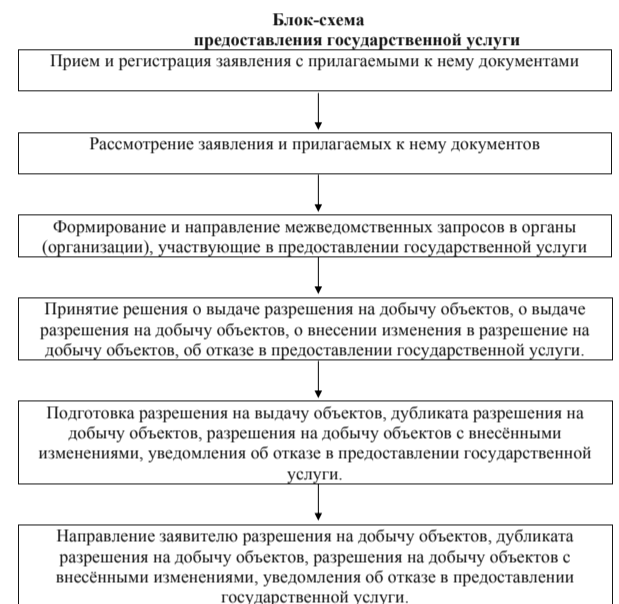 Блок-схема
предоставления государственной услуги
Прием и регистрация заявления с прилагаемыми к нему документами
Рассмотрение заявления и прилагаемых к нему документов
Формирование и направление межведомственных запросов в органы
(организации), участвующие в предоставлении государственной услуги
Принятие решения о выдаче разрешения на добычу объектов, о выдаче
разрешения на добычу объектов, о внесении изменения в разрешение на
добычу объектов, об отказе в предоставлении государственной услуги.
Подготовка разрешения на выдачу объектов, дубликата разрешения на
добычу объектов, разрешения на добычу объектов с внесёнными
изменениями, уведомления об отказе в предоставлении государственной
услуги.
Направление заявителю разрешения на добычу объектов, дубликата
разрешения на добычу объектов, разрешения на добычу объектов с
внесёнными изменениями, уведомления об отказе в предоставлении
государственной услуги.